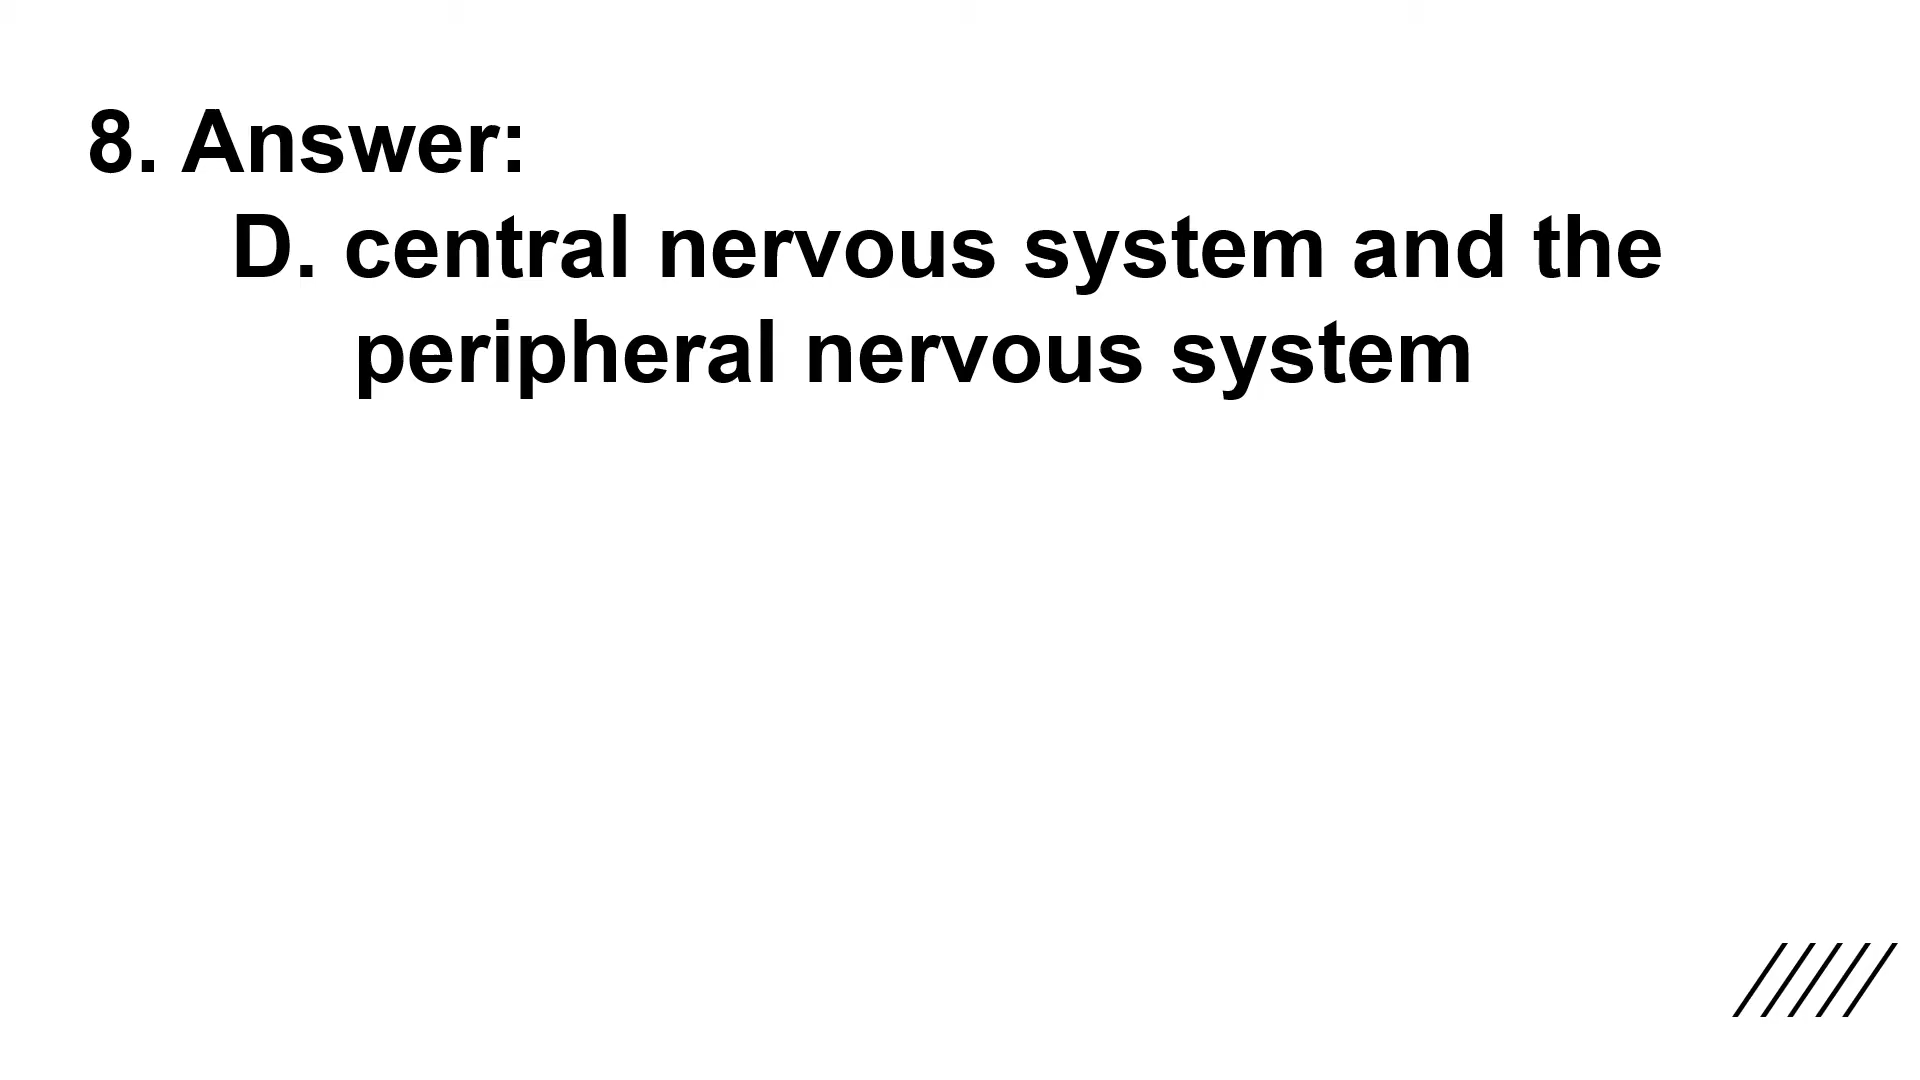 8. Answer:
D. central nervous system and the
peripheral nervous system